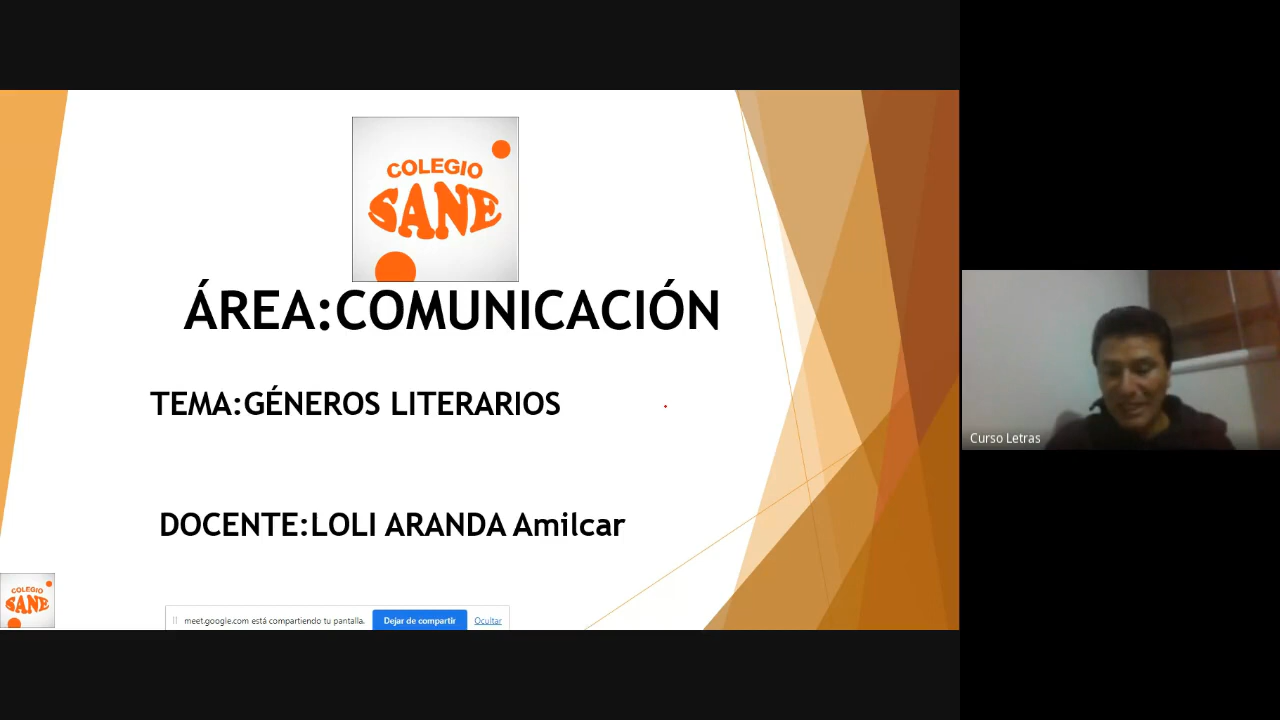 COLEGIO
SANE
ÁREA:COMUNICACIÓN
TEMA:GÉNEROS LITERARIOS
DOCENTE:LOLI ARANDA Amilcar
COLEGIO
SANE
meet.google.com está compartiendo tu pantalla.
Dejar de compartir
Ocultar
Curso Letras